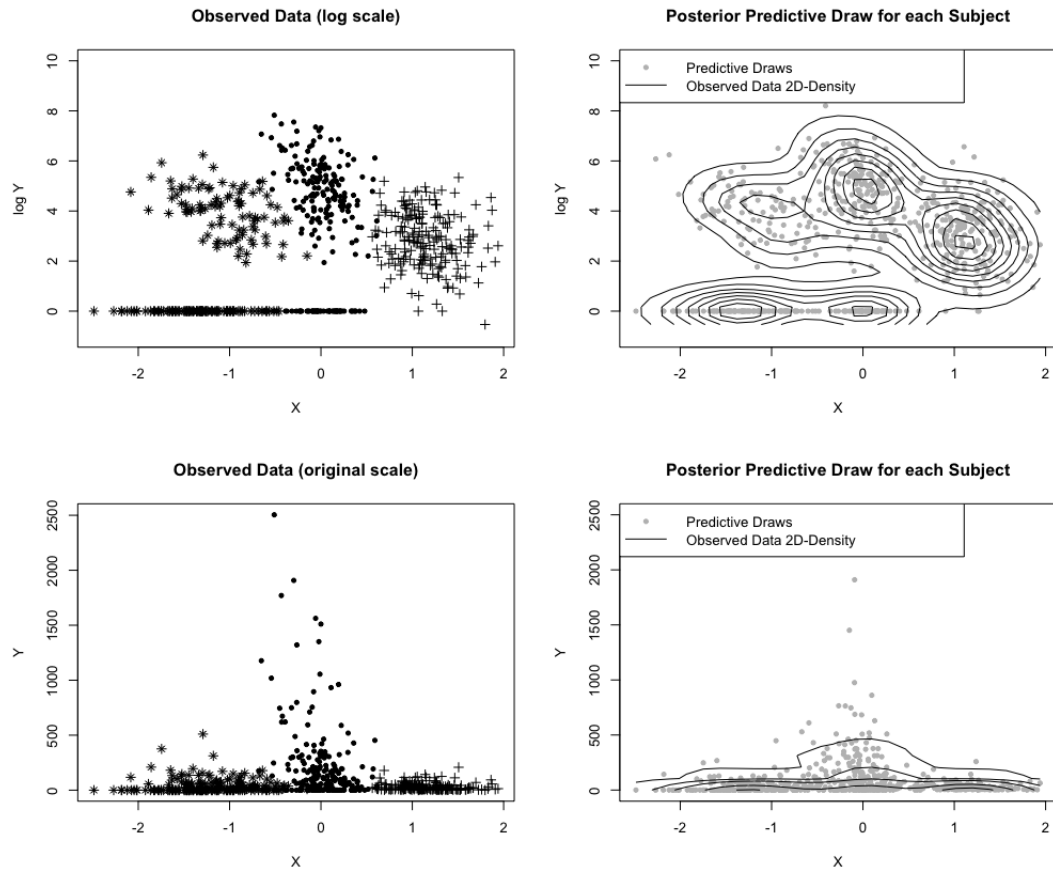 Observed Data (log scale)
10
8
6
4
2
0
log Y
-2 -1 0 1 2
X
Posterior Predictive Draw for each Subject
Predictive Draws
Observed Data 2D-Density
10
8
6
4
2
0
log Y
-2 -1 0 1 2
X
Observed Data (original scale)
2500
2000
1500
1000
500
0
Y
-2 -1 0 1 2
X
Posterior Predictive Draw for each Subject
Predictive Draws
Observed Data 2D-Density
2500
2000
1500
1000
500
0
Y
-2 -1 0 1 2
X